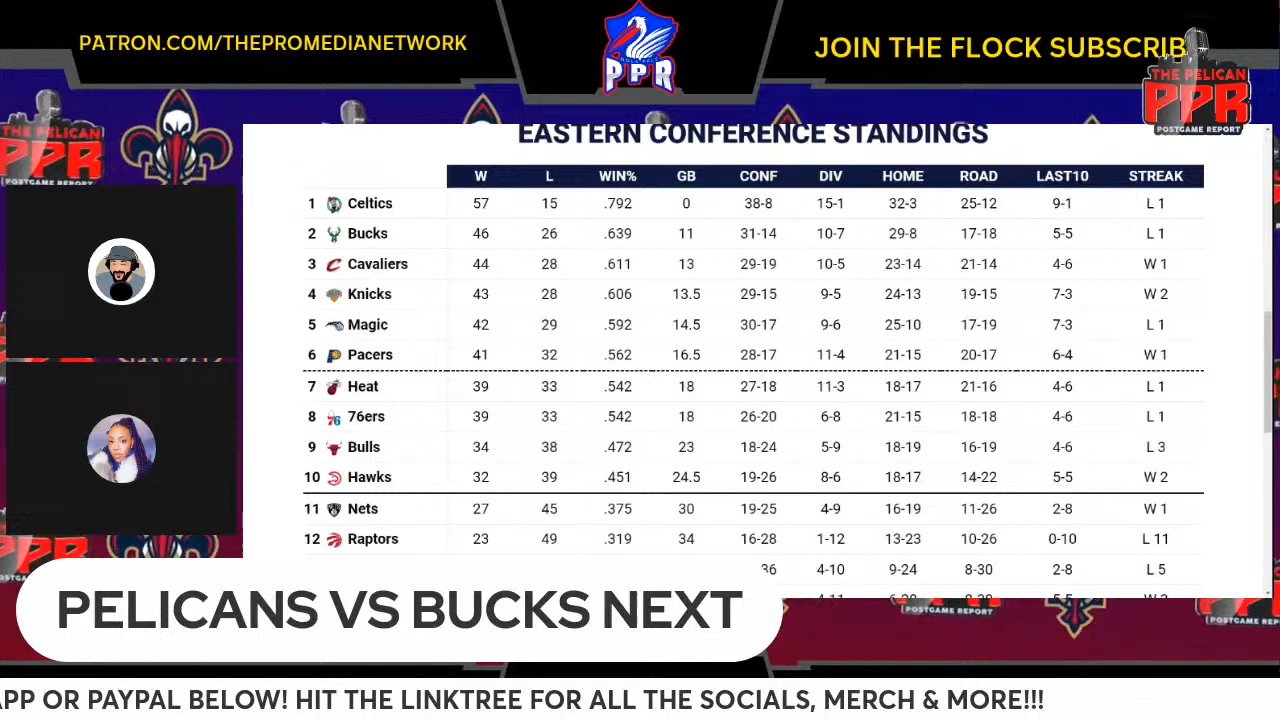 PATRON.COM/THEPROMEDIANETWORK
PPR
JOIN THE FLOCK SUBSCRIB
THE PELICAN
PPR
POSTGAME REPORT
THE PELICAN
PPR
POSTGAME REPORT
EASTERN CONFERENCE STANDINGS
W L WIN% GB CONF DIV HOME ROAD LAST10 STREAK
1 Celtics 57 15 .792 0 38-8 15-1 32-3 25-12 9-1 L 1
2 Bucks 46 26 .639 11 31-14 10-7 29-8 17-18 5-5 L 1
3 Cavaliers 44 28 .611 13 29-19 10-5 23-14 21-14 4-6 W 1
4 Knicks 43 28 .606 13.5 29-15 9-5 24-13 19-15 7-3 W 2
5 Magic 42 29 .592 14.5 30-17 9-6 25-10 17-19 7-3 L 1
6 Pacers 41 32 .562 16.5 28-17 11-4 21-15 20-17 6-4 W 1
7 Heat 39 33 .542 18 27-18 11-3 18-17 21-16 4-6 L 1
8 76ers 39 33 .542 18 26-20 6-8 21-15 18-18 4-6 L 1
9 Bulls 34 38 .472 23 18-24 5-9 18-19 16-19 4-6 L 3
10 Hawks 32 39 .451 24.5 19-26 8-6 18-17 14-22 5-5 W 2
11 Nets 27 45 .375 30 19-25 4-9 16-19 11-26 2-8 W 1
12 Raptors 23 49 .319 34 16-28 1-12 13-23 10-26 0-10 L 11
36 4-10 9-24 8-30 2-8 L 5
PELICANS VS BUCKS NEXT
POSTGAME REPORT
POSTGAME REP
APP OR PAYPAL BELOW! HIT THE LINKTREE FOR ALL THE SOCIALS, MERCH & MORE!!!